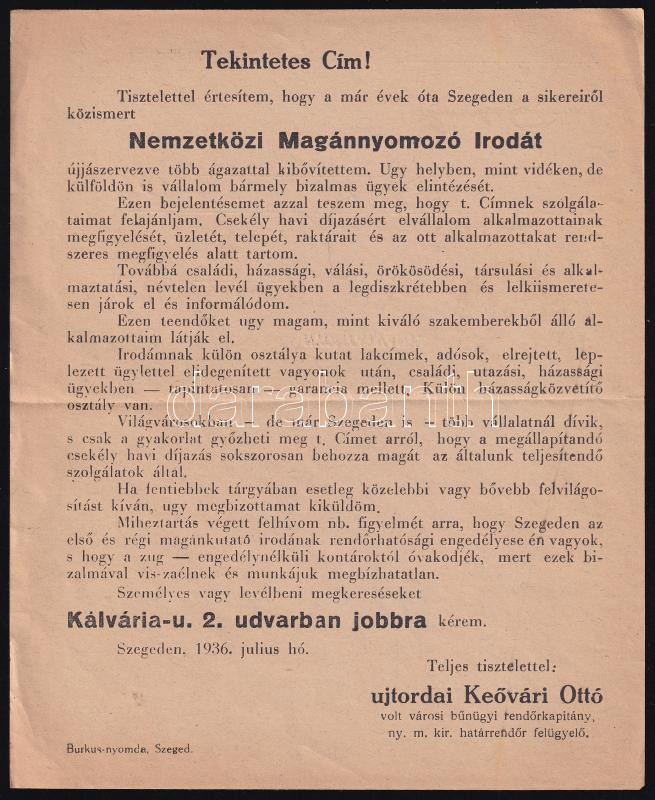 Tekintetes Cím!
Tisztelettel értesítem, hogy a már évek óta Szegeden a sikereiről
közismert
Nemzetközi Magánnyomozó Irodát
újjászervezve több ágazattal kibővítettem. Ugy helyben, mint vidéken, de
külföldön is vállalom bármely bizalmas ügyek elintézését.
Ezen bejelentésemet azzal teszem meg, hogy t. Címnek szolgála-
taimat felajánljam. Csekély havi díjazásért elvállalom alkalmazottainak
megfigyelését, üzletét, telepét, raktárait és az ott alkalmazottakat rend-
szeres megfigyelés alatt tartom.
Továbbá családi, házassági, válási, örökösödési, társulási és alkal-
maztatási, névtelen levél ügyekben a legdiszkrétebben és lelkiismerete-
sen járok el és informálódom.
Ezen teendőket ugy magam, mint kiváló szakemberekből álló al-
kalmazottaim látják el.
Irodámnak külön osztálya kutat lakcímek, adósok, elrejtett, lep-
lezett ügylettel elidegenített vagyonok után, családi, utazási, házassági
ügyekben — tapintatosan — garancia mellett. Külön házasságközvetítő
osztály van.
Világvárosokban — de már Szegeden is — több vállalatnál dívik,
s csak a gyakorlat győzheti meg t. Címet arról, hogy a megállapítandó
csekély havi díjazás sokszorosan behozza magát az általunk teljesítendő
szolgálatok által.
Ha fentiebbek tárgyában esetleg közelebbi vagy bővebb felvilágo-
sítást kíván, ugy megbizottamat kiküldöm.
Miheztartás végett felhívom nb. figyelmét arra, hogy Szegeden az
első és régi magánkutató irodának rendőrhatósági engedélyese én vagyok,
s hogy a zug — engedélynélküli kontároktól óvakodjék, mert ezek bi-
zalmával vis-zaélnek és munkájuk megbízhatatlan.
Személyes vagy levélbeni megkereséseket
Kálvária-u. 2. udvarban jobbra kérem.
Szegeden, 1936. julius hó.
Teljes tisztelettel:
ujtordai Keővári Ottó
volt városi bűnügyi rendőrkapitány,
ny. m. kir. határrendőr felügyelő.
Burkus-nyomda, Szeged.
darabanth